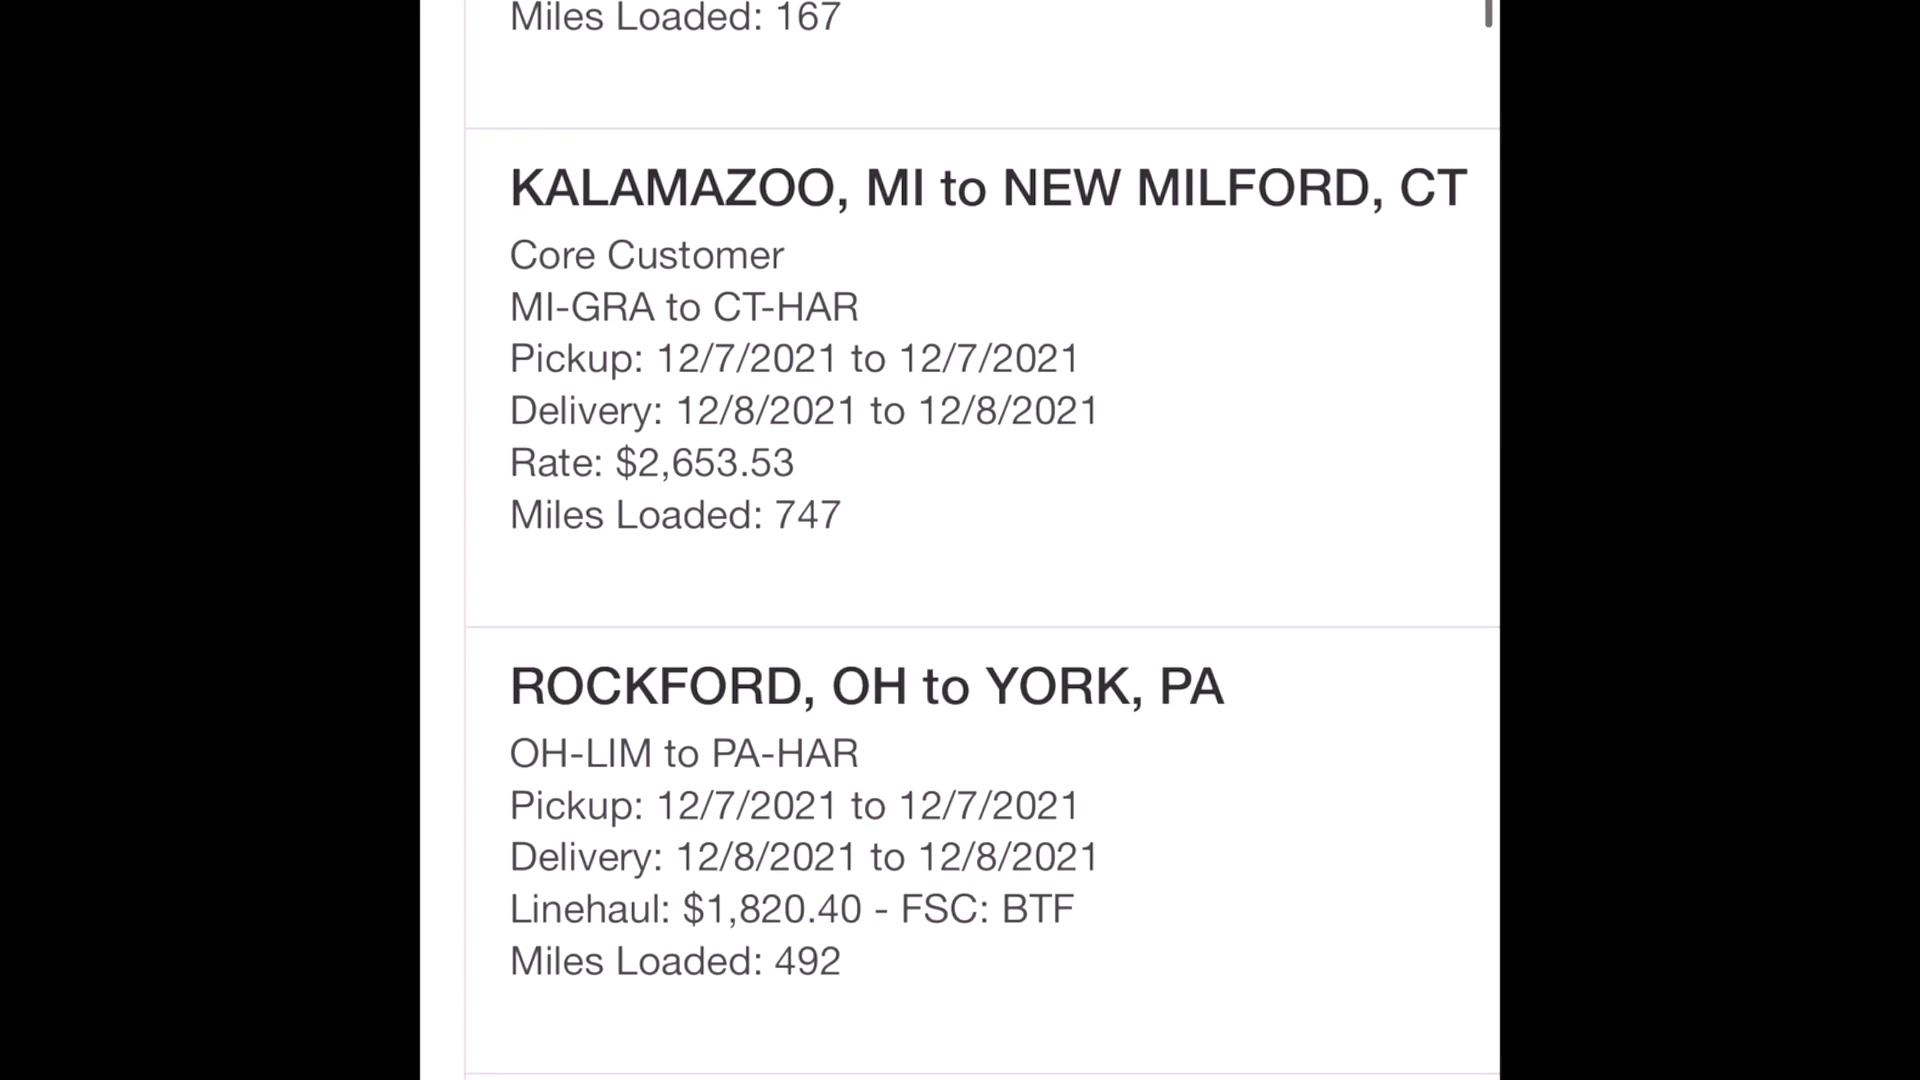 Miles Loaded: 167
KALAMAZOO, MI to NEW MILFORD, CT
Core Customer
MI-GRA to CT-HAR
Pickup: 12/7/2021 to 12/7/2021
Delivery: 12/8/2021 to 12/8/2021
Rate: $2,653.53
Miles Loaded: 747
ROCKFORD, OH to YORK, PA
OH-LIM to PA-HAR
Pickup: 12/7/2021 to 12/7/2021
Delivery: 12/8/2021 to 12/8/2021
Linehaul: $1,820.40 - FSC: BTF
Miles Loaded: 492